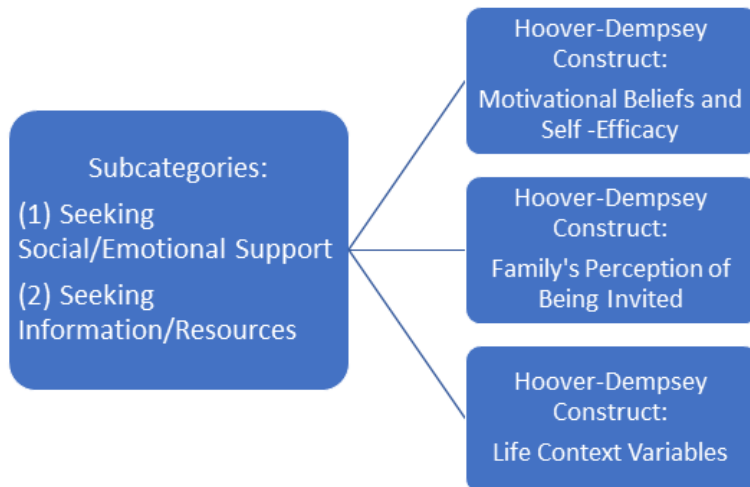 Subcategories:
(1) Seeking
Social/Emotional Support
(2) Seeking
Information/Resources
Hoover-Dempsey
Construct:
Motivational Beliefs and
Self -Efficacy
Hoover-Dempsey
Construct:
Family's Perception of
Being Invited
Hoover-Dempsey
Construct:
Life Context Variables